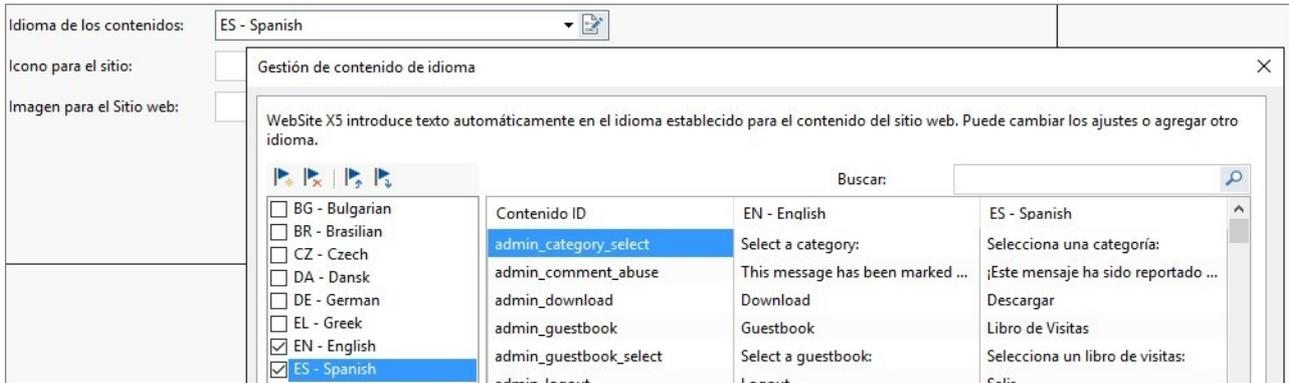 Idioma de los contenidos: ES - Spanish
Icono para el sitio:
Gestión de contenido de idioma
Imagen para el Sitio web:
WebSite X5 introduce texto automáticamente en el idioma establecido para el contenido del sitio web. Puede cambiar los ajustes o agregar otro
idioma.
Buscar:
BG - Bulgarian
BR - Brasilian
CZ - Czech
DA - Dansk
DE - German
EL - Greek
EN - English
ES - Spanish
Contenido ID EN - English ES - Spanish
admin_category_select Select a category: Selecciona una categoría:
admin_comment_abuse This message has been marked ... ¡Este mensaje ha sido reportado ...
admin_download Download Descargar
admin_guestbook Guestbook Libro de Visitas
admin_guestbook_select Select a guestbook: Selecciona un libro de visitas:
admin_logout Logout Salir